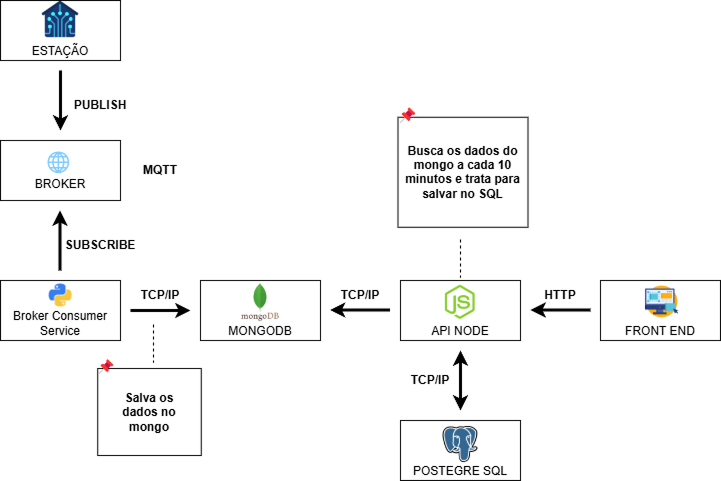 ESTAÇÃO
PUBLISH
BROKER
MQTT
SUBSCRIBE
Busca os dados do
mongo a cada 10
minutos e trata para
salvar no SQL
Broker Consumer
Service
TCP/IP
mongoDB
MONGODB
TCP/IP
JS
API NODE
HTTP
FRONT END
Salva os
dados no
mongo
TCP/IP
POSTEGRE SQL